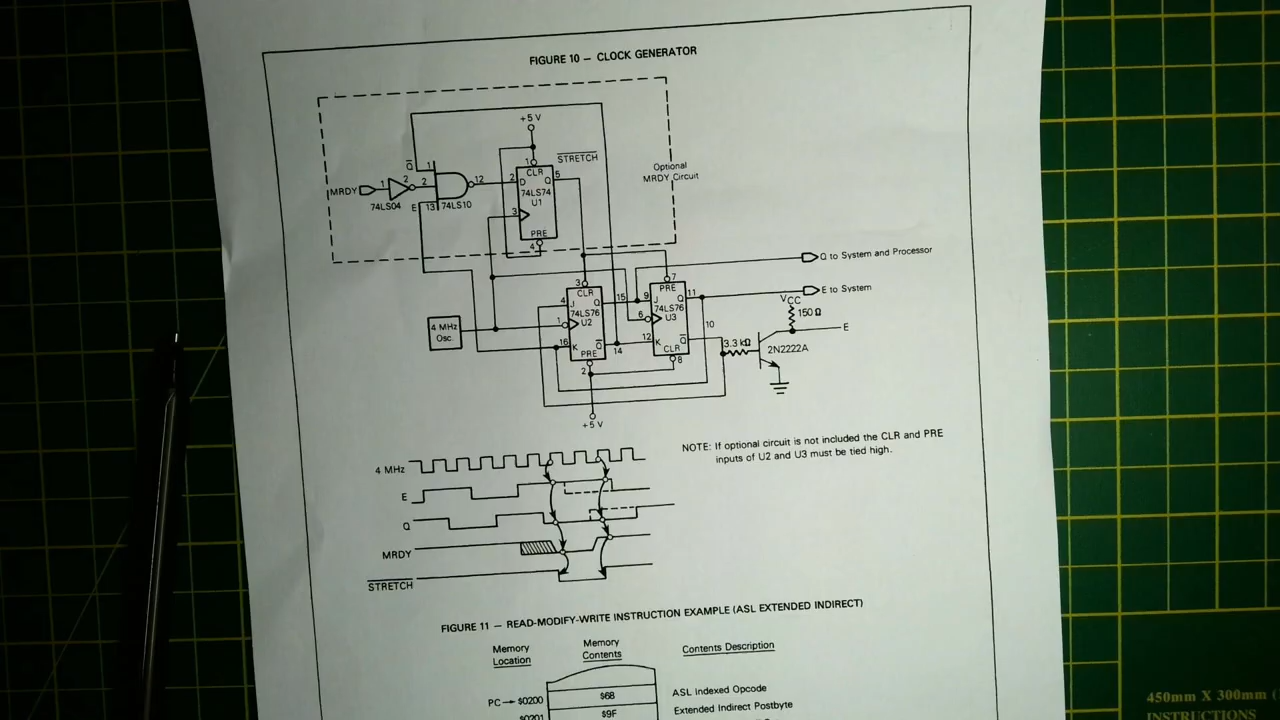 FIGURE 10 — CLOCK GENERATOR
+5 V
STRETCH
Optional
MRDY Circuit
Q
1
1
CLR
5
MRDY
1
2
2
12
2
D
Q
74LS74
U1
74LS04
E
13
74LS10
3
PRE
4
Q to System and Processor
7
3
CLR
PRE
E to System
4
J
Q
15
9
J
Q
11
VCC
74LS76
74LS76
150 Ω
1
U2
6
U3
4 MHz
Osc.
10
E
16
K
Q
12
K
Q
3.3 kΩ
2N2222A
PRE
14
CLR
2
8
+5 V
NOTE: If optional circuit is not included the CLR and PRE
inputs of U2 and U3 must be tied high.
4 MHz
E
Q
MRDY
STRETCH
FIGURE 11 — READ-MODIFY-WRITE INSTRUCTION EXAMPLE (ASL EXTENDED INDIRECT)
Memory
Location
Memory
Contents
Contents Description
PC → $0200
$68
ASL Indexed Opcode
$0201
$9F
Extended Indirect Postbyte
450mm X 300mm
INSTRUCTIONS